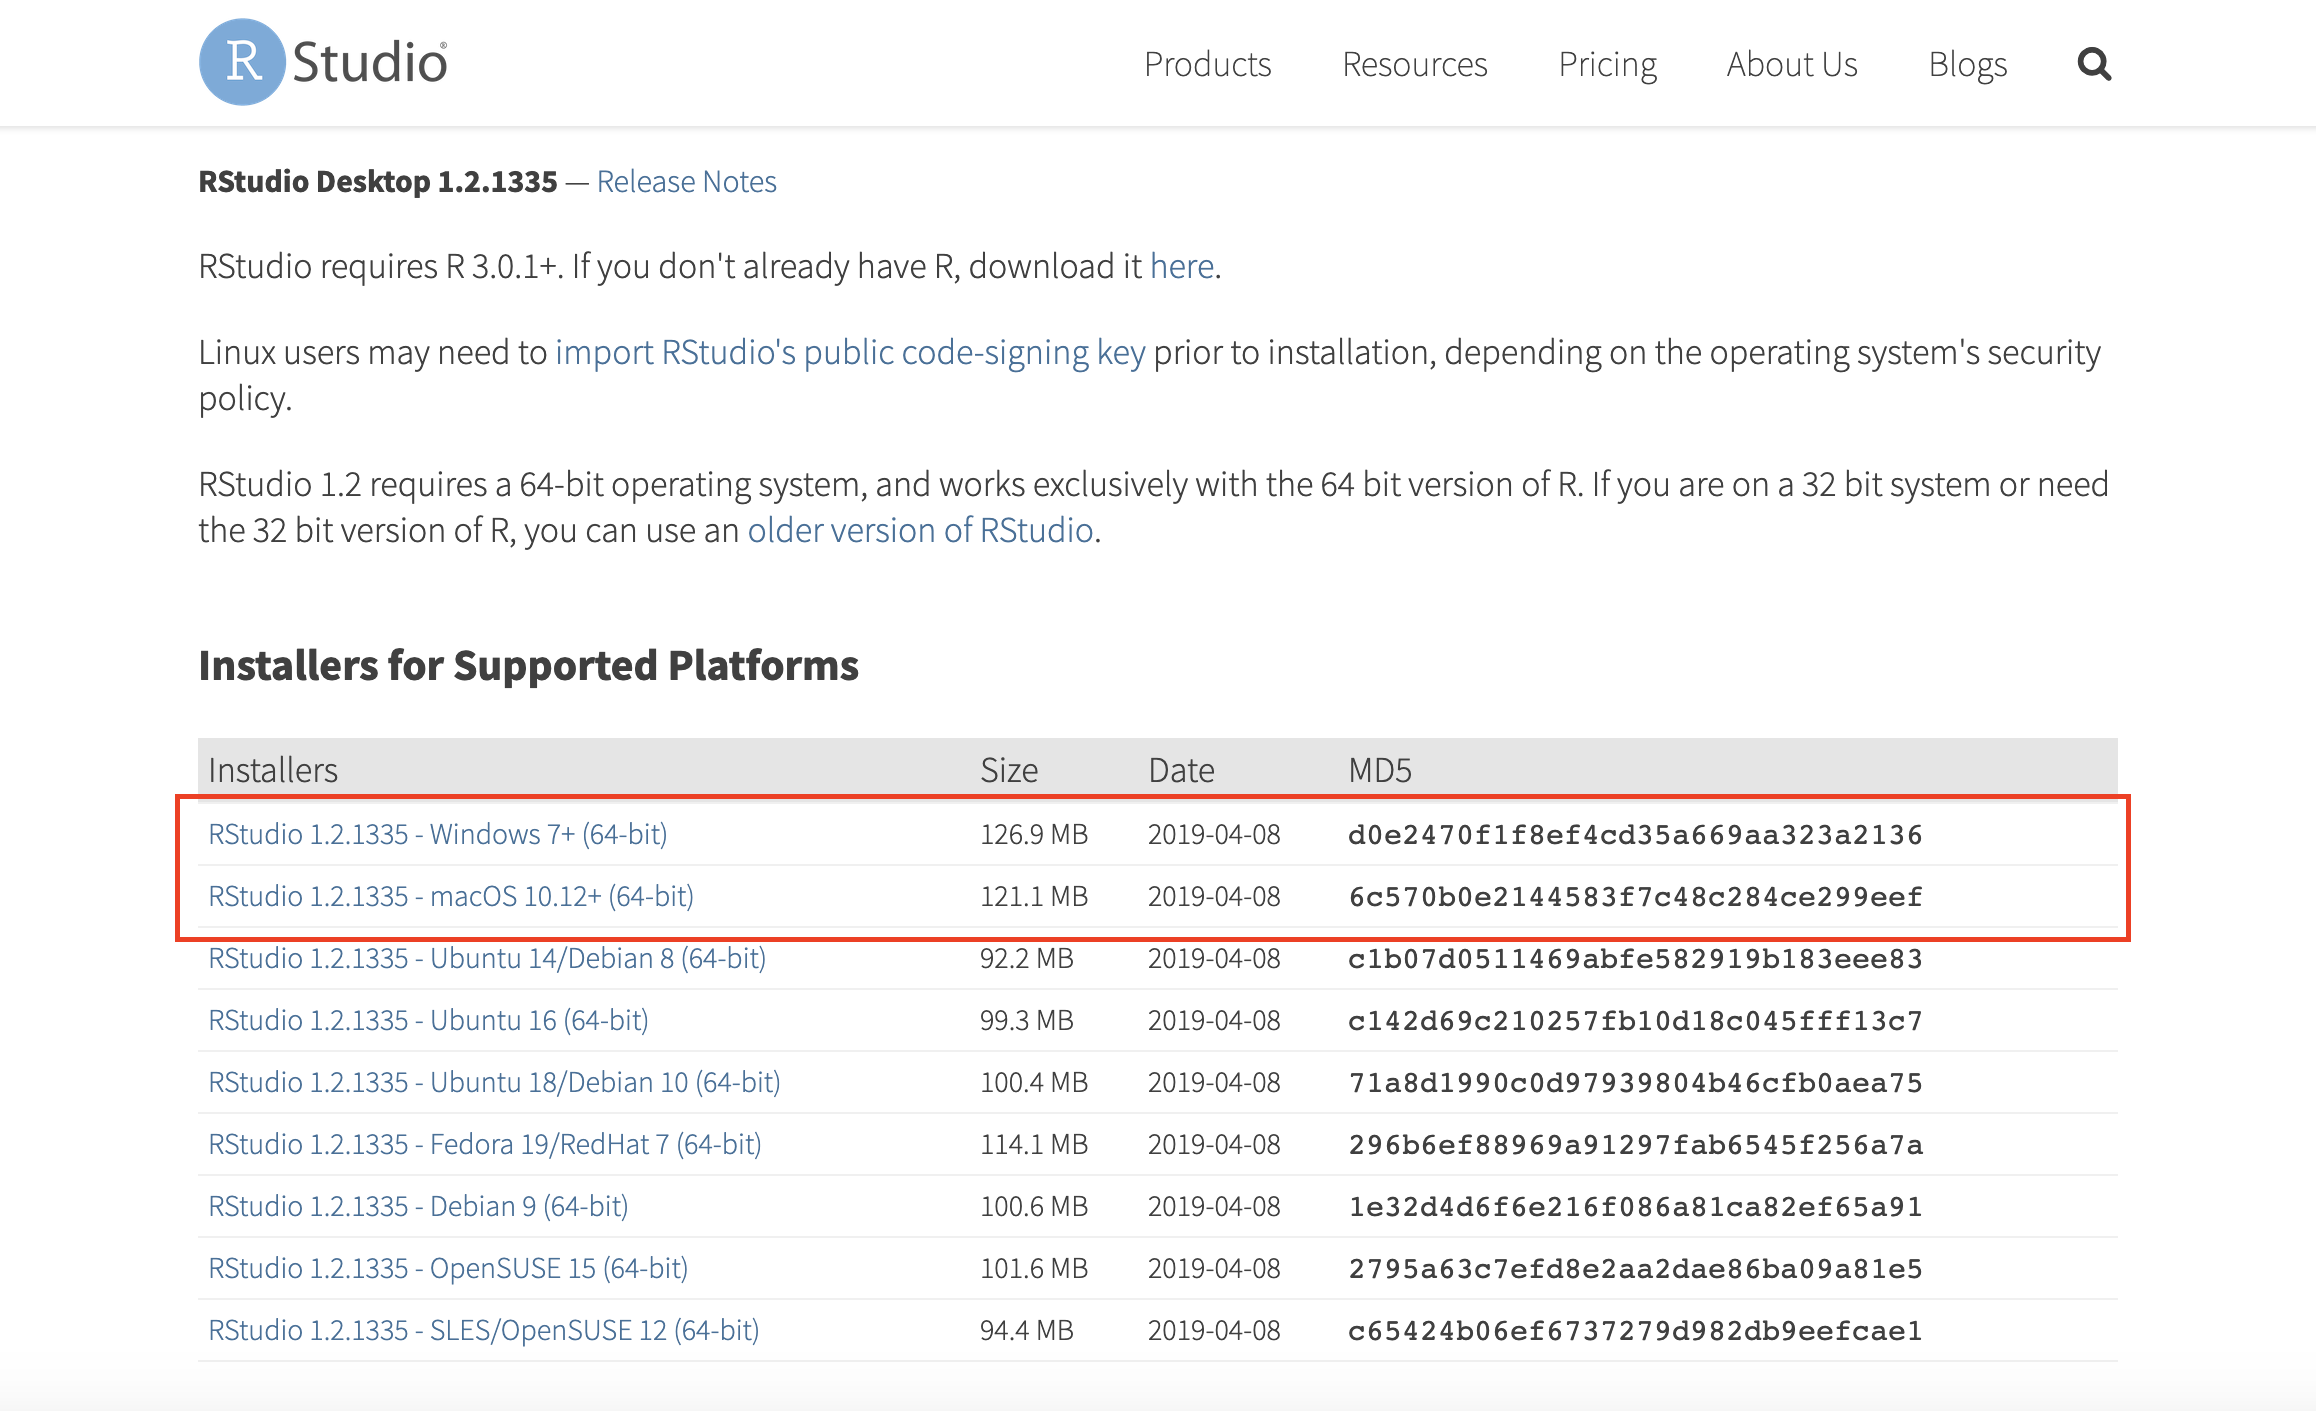 R Studio®
Products Resources Pricing About Us Blogs
RStudio Desktop 1.2.1335 — Release Notes
RStudio requires R 3.0.1+. If you don't already have R, download it here.
Linux users may need to import RStudio's public code-signing key prior to installation, depending on the operating system's security
policy.
RStudio 1.2 requires a 64-bit operating system, and works exclusively with the 64 bit version of R. If you are on a 32 bit system or need
the 32 bit version of R, you can use an older version of RStudio.
Installers for Supported Platforms
Installers Size Date MD5
RStudio 1.2.1335 - Windows 7+ (64-bit) 126.9 MB 2019-04-08 d0e2470f1f8ef4cd35a669aa323a2136
RStudio 1.2.1335 - macOS 10.12+ (64-bit) 121.1 MB 2019-04-08 6c570b0e2144583f7c48c284ce299eef
RStudio 1.2.1335 - Ubuntu 14/Debian 8 (64-bit) 92.2 MB 2019-04-08 c1b07d0511469abfe582919b183eee83
RStudio 1.2.1335 - Ubuntu 16 (64-bit) 99.3 MB 2019-04-08 c142d69c210257fb10d18c045fff13c7
RStudio 1.2.1335 - Ubuntu 18/Debian 10 (64-bit) 100.4 MB 2019-04-08 71a8d1990c0d97939804b46cfb0aea75
RStudio 1.2.1335 - Fedora 19/RedHat 7 (64-bit) 114.1 MB 2019-04-08 296b6ef88969a91297fab6545f256a7a
RStudio 1.2.1335 - Debian 9 (64-bit) 100.6 MB 2019-04-08 1e32d4d6f6e216f086a81ca82ef65a91
RStudio 1.2.1335 - OpenSUSE 15 (64-bit) 101.6 MB 2019-04-08 2795a63c7efd8e2aa2dae86ba09a81e5
RStudio 1.2.1335 - SLES/OpenSUSE 12 (64-bit) 94.4 MB 2019-04-08 c65424b06ef6737279d982db9eefcae1